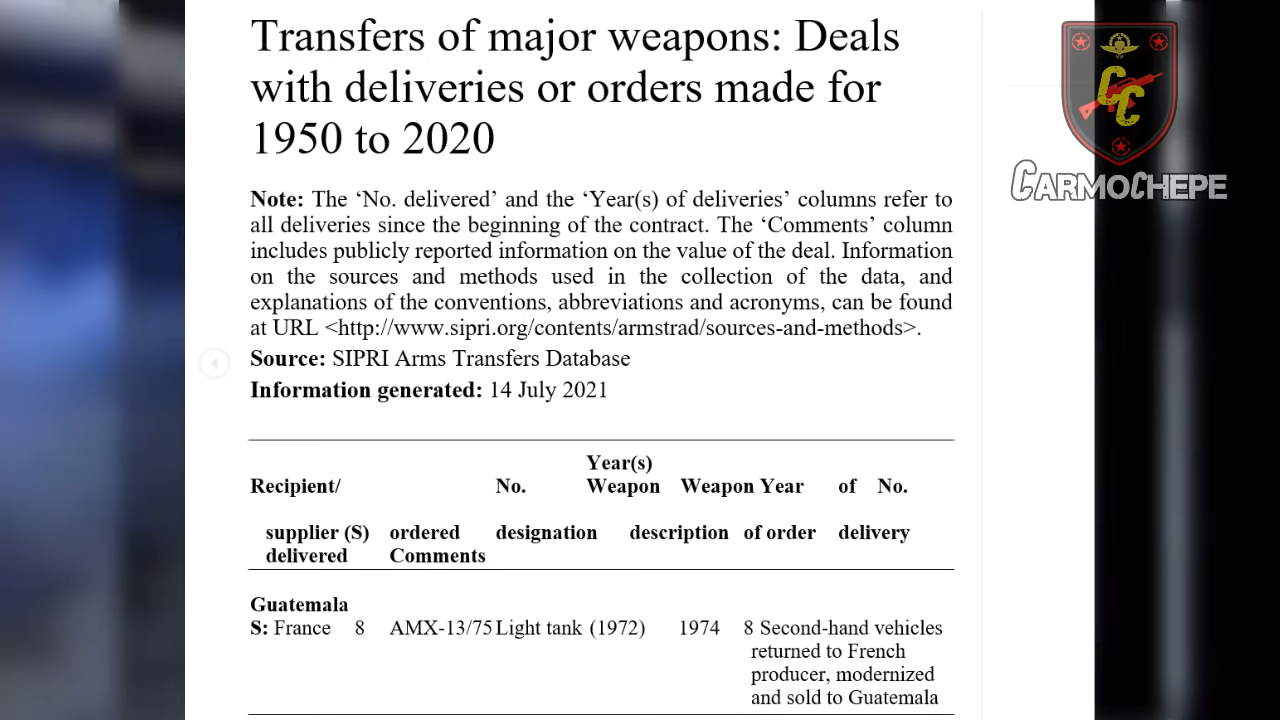 Transfers of major weapons: Deals
with deliveries or orders made for
1950 to 2020
Note: The ‘No. delivered’ and the ‘Year(s) of deliveries’ columns refer to
all deliveries since the beginning of the contract. The ‘Comments’ column
includes publicly reported information on the value of the deal. Information
on the sources and methods used in the collection of the data, and
explanations of the conventions, abbreviations and acronyms, can be found
at URL <http://www.sipri.org/contents/armstrad/sources-and-methods>.
Source: SIPRI Arms Transfers Database
Information generated: 14 July 2021
Year(s)
Recipient/ No. Weapon Weapon Year of No.
supplier (S) ordered designation description of order delivery
delivered Comments
Guatemala
S: France 8 AMX-13/75 Light tank (1972) 1974 8 Second-hand vehicles
returned to French
producer, modernized
and sold to Guatemala
CC
CARMOCHEPE